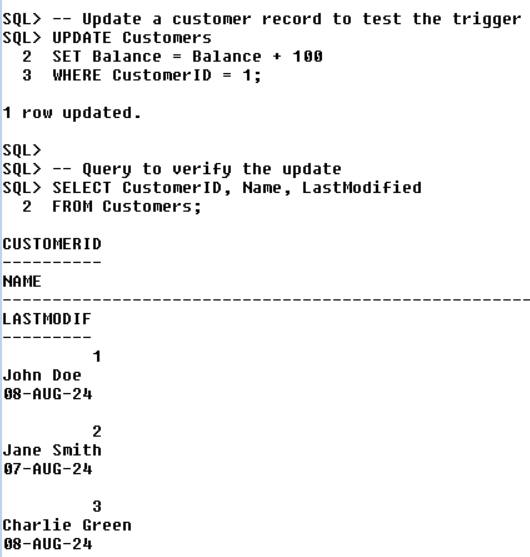 SQL> -- Update a customer record to test the trigger
SQL> UPDATE Customers
  2  SET Balance = Balance + 100
  3  WHERE CustomerID = 1;
1 row updated.
SQL>
SQL> -- Query to verify the update
SQL> SELECT CustomerID, Name, LastModified
  2  FROM Customers;
CUSTOMERID
----------
NAME
-----------------------------------------------------
LASTMODIF
---------
         1
John Doe
08-AUG-24
         2
Jane Smith
07-AUG-24
         3
Charlie Green
08-AUG-24